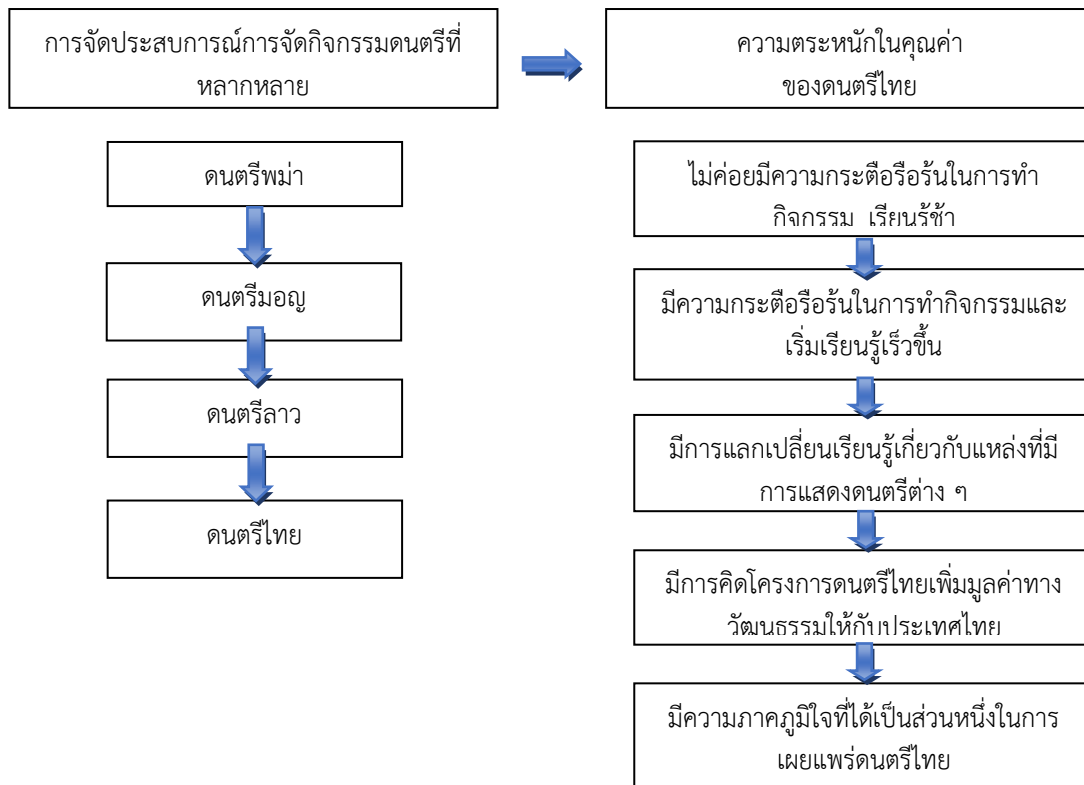 การจัดประสบการณ์การจัดกิจกรรมดนตรีที่
หลากหลาย
ความตระหนักในคุณค่า
ของดนตรีไทย
ดนตรีพม่า
ดนตรีมอญ
ดนตรีลาว
ดนตรีไทย
ไม่ค่อยมีความกระตือรือร้นในการทำ
กิจกรรม เรียนรู้ช้า
มีความกระตือรือร้นในการทำกิจกรรมและ
เริ่มเรียนรู้เร็วขึ้น
มีการแลกเปลี่ยนเรียนรู้เกี่ยวกับแหล่งที่มี
การแสดงดนตรีต่าง ๆ
มีการคิดโครงการดนตรีไทยเพิ่มมูลค่าทาง
วัฒนธรรมให้กับประเทศไทย
มีความภาคภูมิใจที่ได้เป็นส่วนหนึ่งในการ
เผยแพร่ดนตรีไทย